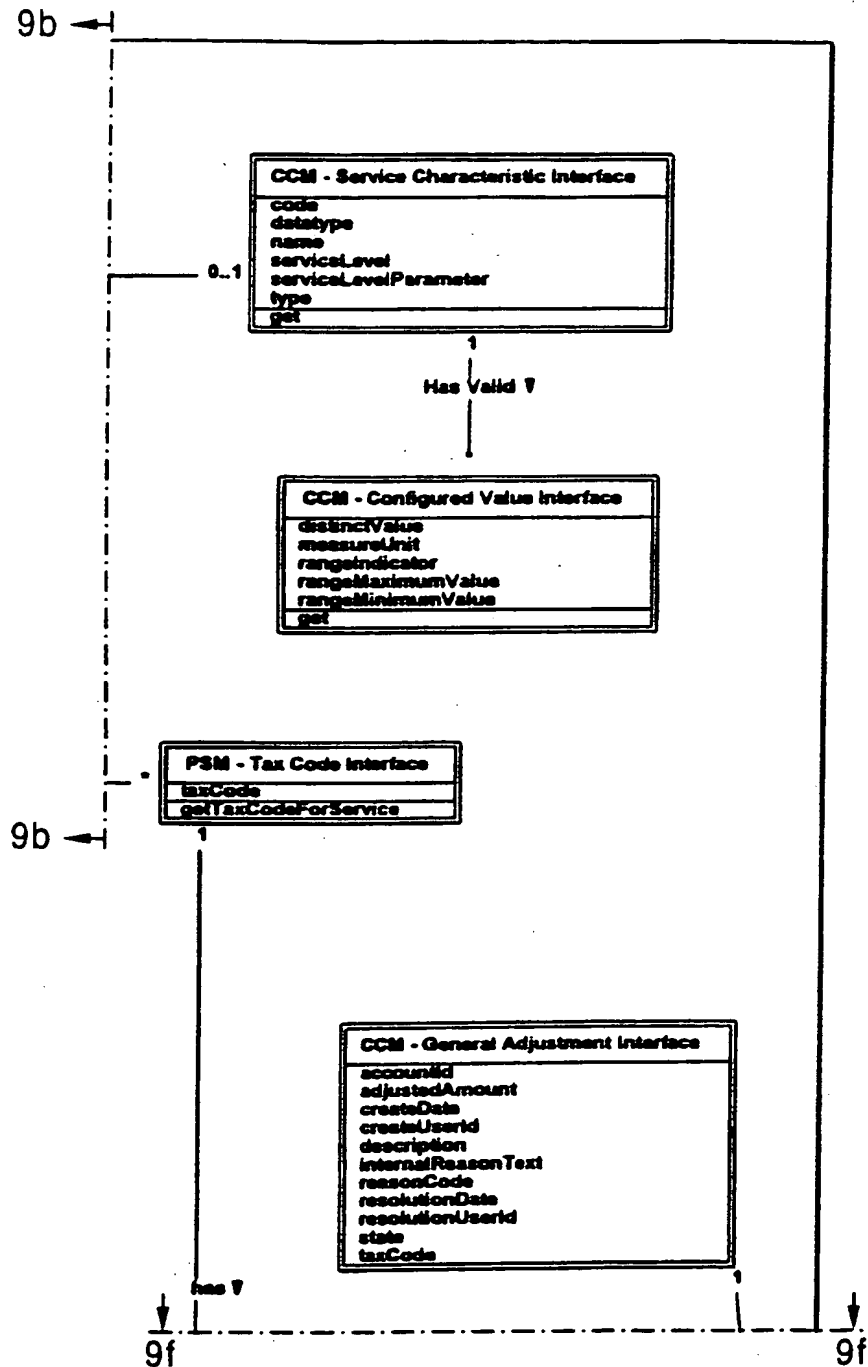 9b
CCM - Service Characteristic Interface
code
datatype
name
serviceLevel
0..1
serviceLevelParameter
type
get
1
Has Valid ▼
*
CCM - Configured Value Interface
distinctValue
measureUnit
rangeIndicator
rangeMaximumValue
rangeMinimumValue
get
PSM - Tax Code Interface
*
taxCode
getTaxCodeForService
9b
1
CCM - General Adjustment Interface
accountId
adjustedAmount
createDate
createUserId
description
internalReasonText
reasonCode
resolutionDate
resolutionUserId
state
taxCode
has ▼
1
9f
9f